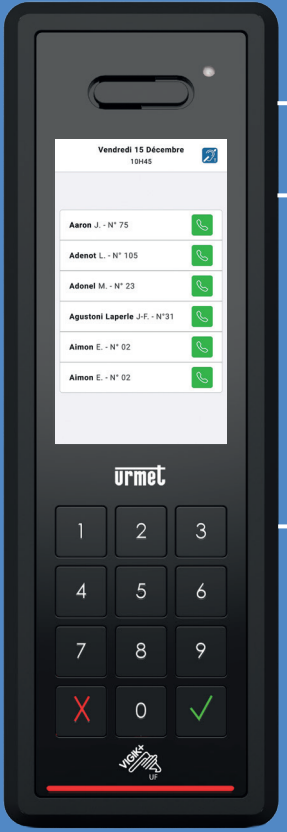 Vendredi 15 Décembre
10H45
Aaron J. - N° 75
Adenot L. - N° 105
Adonel M. - N° 23
Agustoni Laperle J-F. - N°31
Aimon E. - N° 02
Aimon E. - N° 02
urmet
1 2 3
4 5 6
7 8 9
X 0
VIGIK+
UF